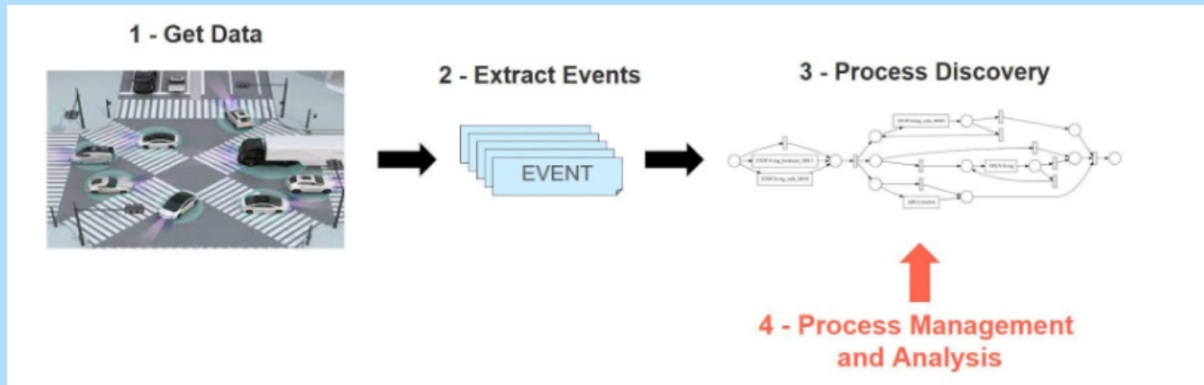 1 - Get Data
2 - Extract Events
3 - Process Discovery
EVENT
4 - Process Management
and Analysis